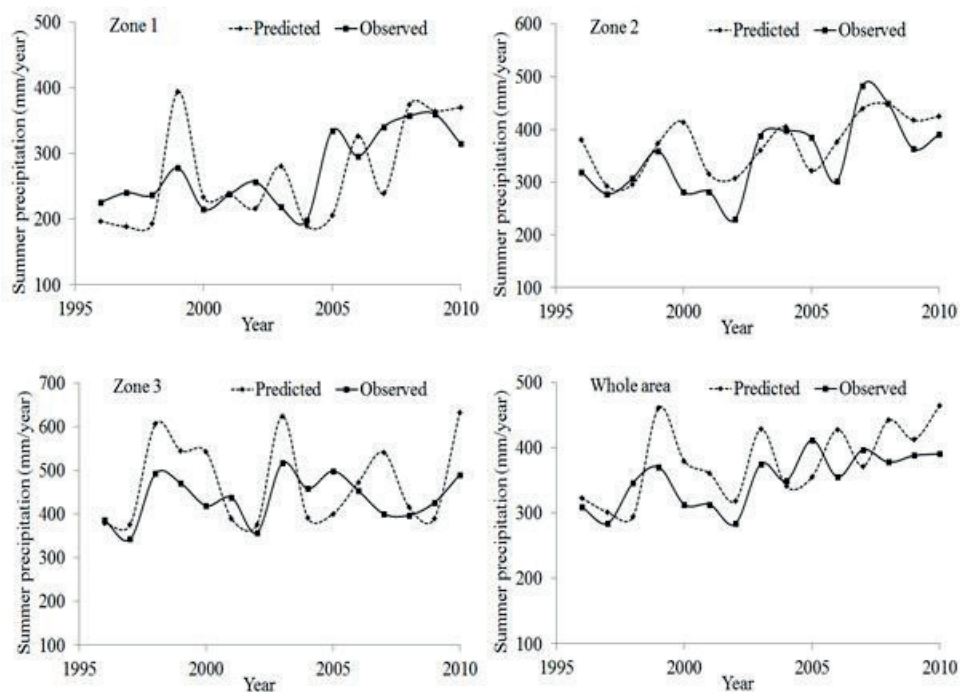 Zone 1
Predicted Observed
Summer precipitation (mm/year)
500
400
300
200
100
1995 2000 2005 2010
Year
Zone 2
Predicted Observed
Summer precipitation (mm/year)
600
500
400
300
200
100
1995 2000 2005 2010
Year
Zone 3
Predicted Observed
Summer precipitation (mm/year)
700
600
500
400
300
200
100
1995 2000 2005 2010
Year
Whole area
Predicted Observed
Summer precipitation (mm/year)
500
400
300
200
100
1995 2000 2005 2010
Year